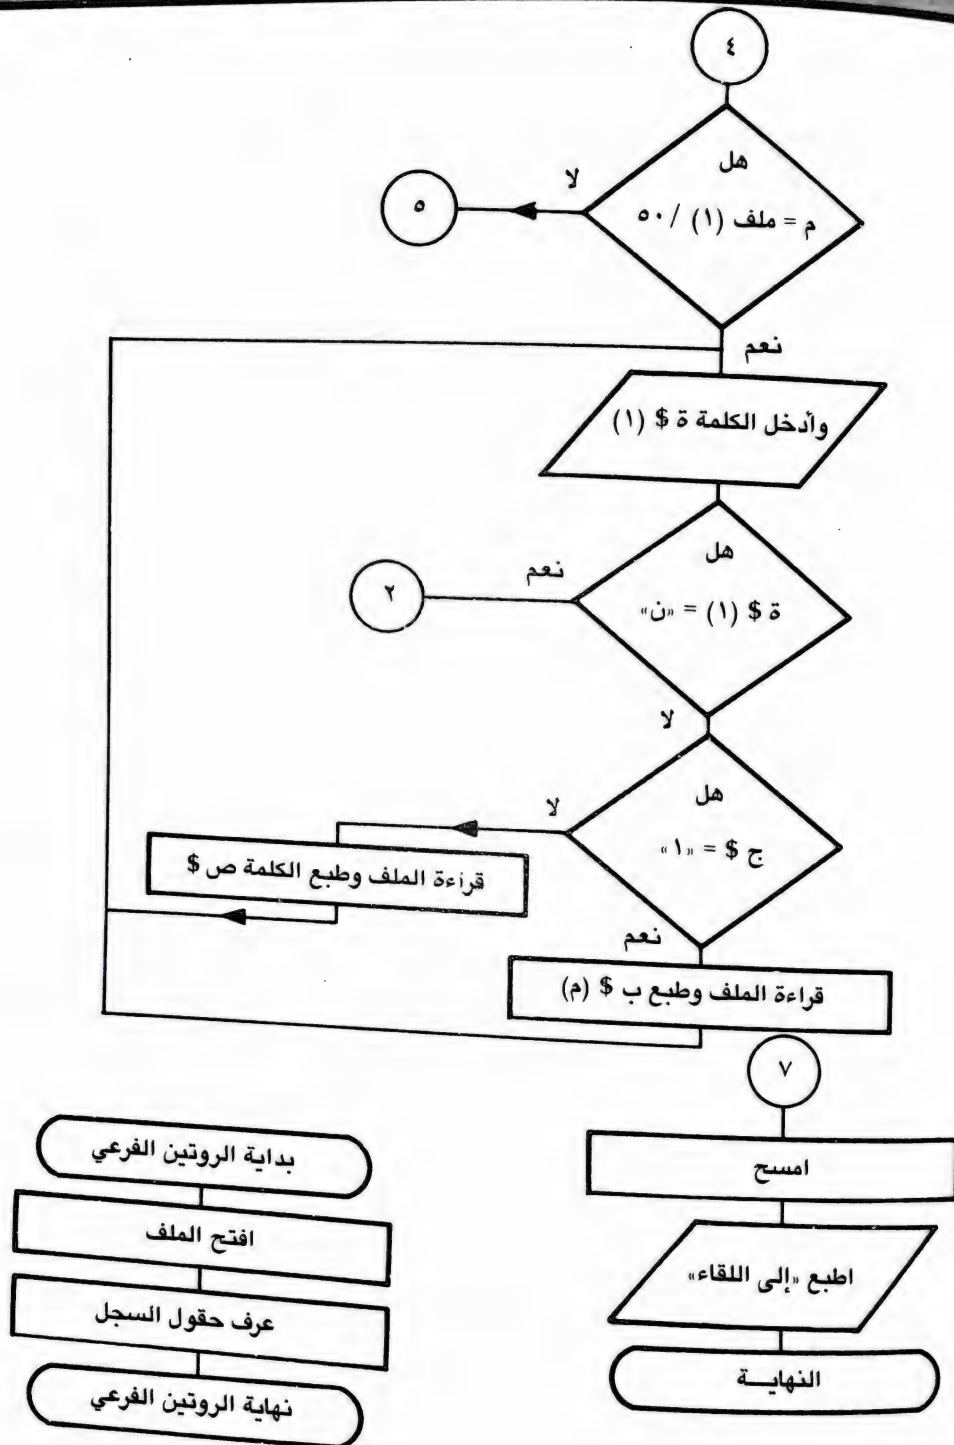 ٤
هل
م = ملف (١) / ٥٠
لا
٥
نعم
وأدخل الكلمة ة $ (١)
هل
ة $ (١) = «ن»
نعم
٢
لا
هل
ج $ = «١»
لا
قراءة الملف وطبع الكلمة ص $
نعم
قراءة الملف وطبع ب $ (م)
٧
امسح
اطبع «إلى اللقاء»
النهايـــة
بداية الروتين الفرعي
افتح الملف
عرف حقول السجل
نهاية الروتين الفرعي